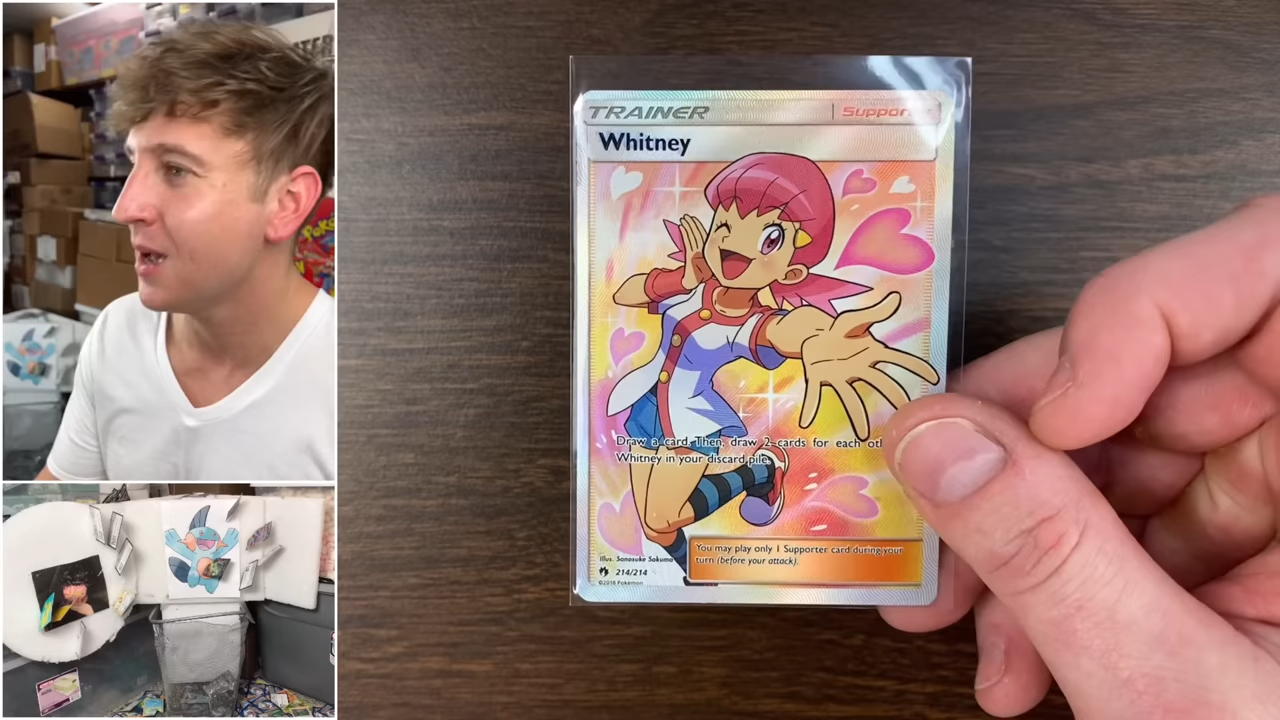 TRAINER
Suppor
Whitney
Draw a card. Then, draw 2 cards for each ot
Whitney in your discard pile.
You may play only 1 Supporter card during your
turn (before your attack).
Illus. Sanosuke Sakuma
214/214
©2018 Pokémon